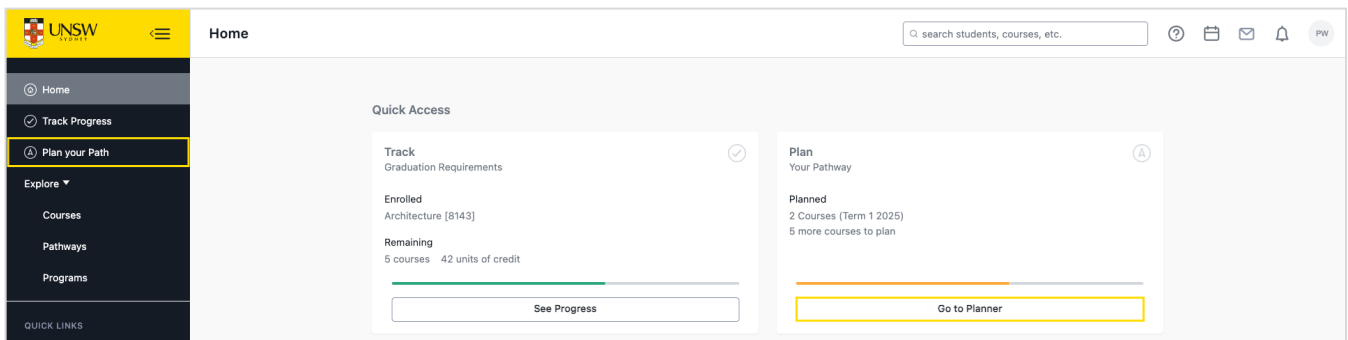 UNSW
SYDNEY
Home
search students, courses, etc.
PW
Home
Track Progress
Plan your Path
Explore
Courses
Pathways
Programs
QUICK LINKS
Quick Access
Track
Graduation Requirements
Enrolled
Architecture [8143]
Remaining
5 courses 42 units of credit
See Progress
Plan
Your Pathway
A
Planned
2 Courses (Term 1 2025)
5 more courses to plan
Go to Planner